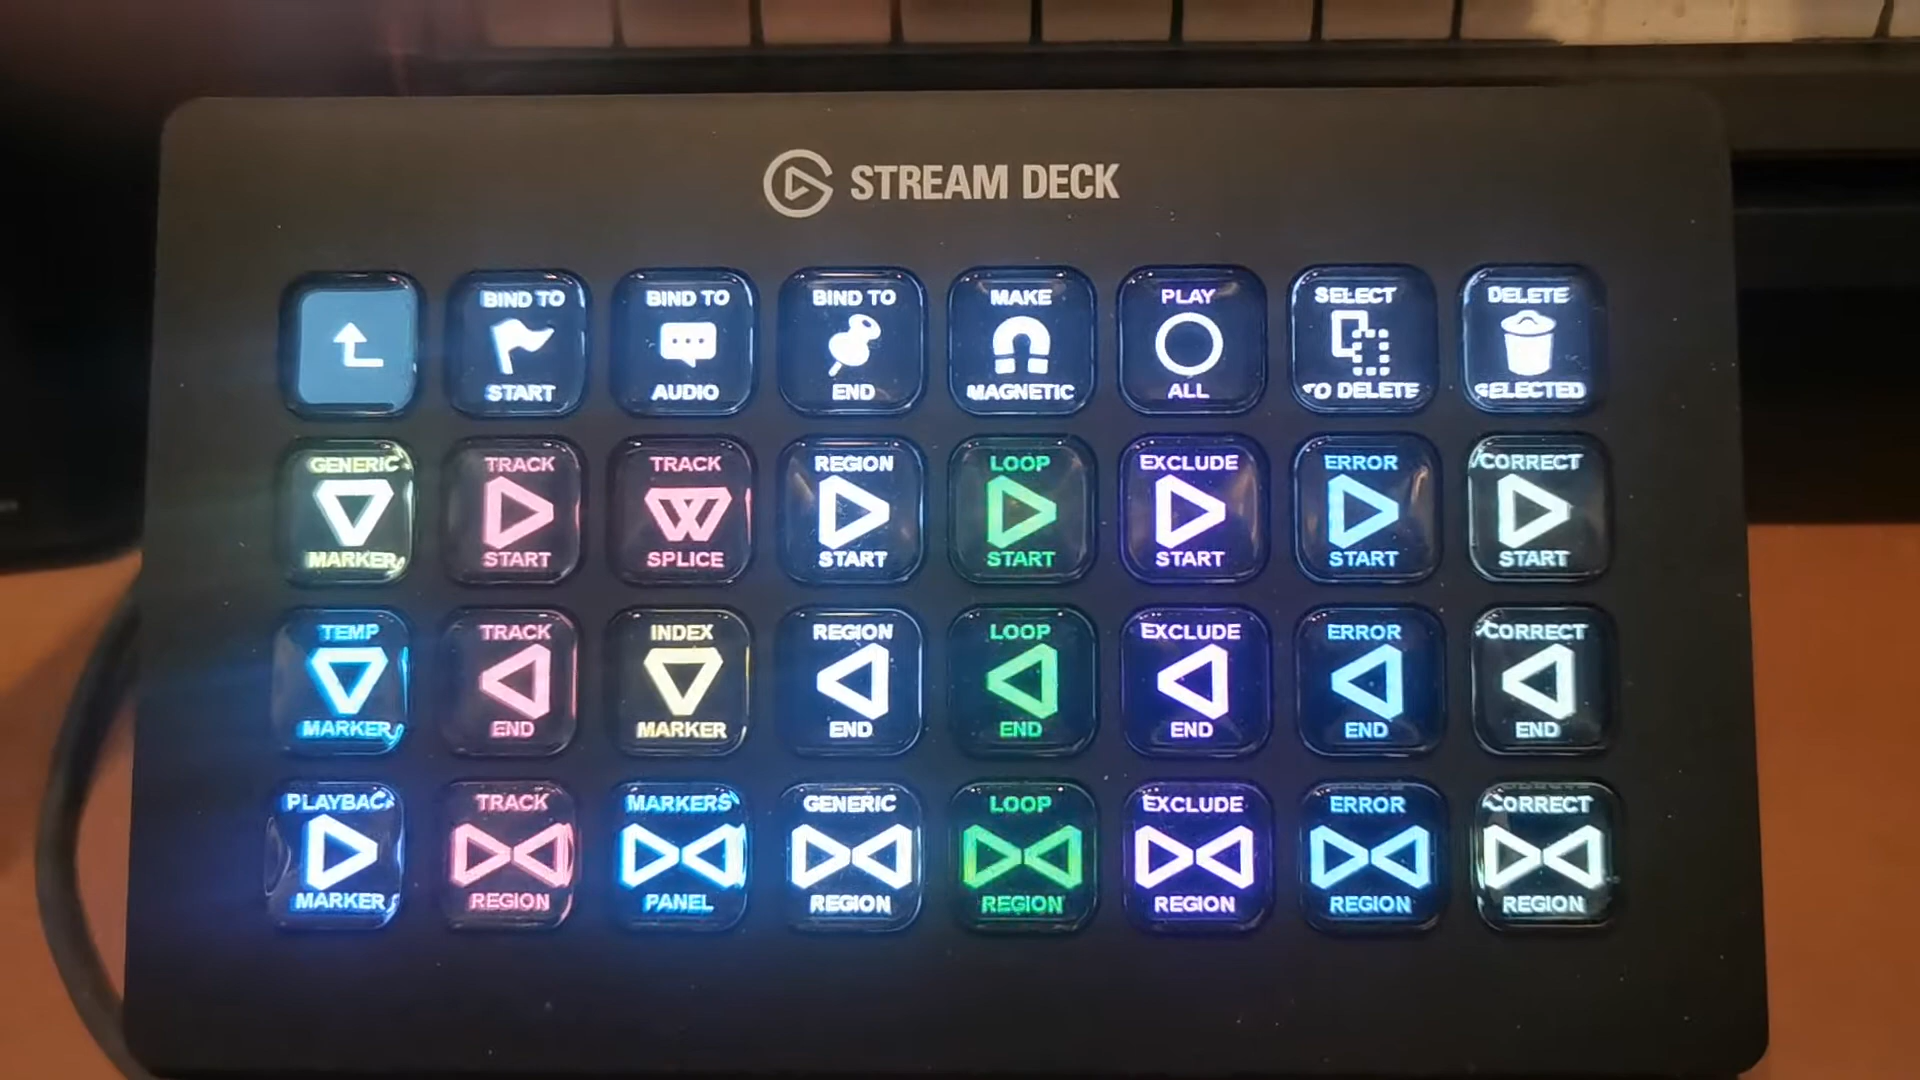 STREAM DECK
BIND TO
START
BIND TO
AUDIO
BIND TO
END
MAKE
MAGNETIC
PLAY
ALL
SELECT
TO DELETE
DELETE
SELECTED
GENERIC
MARKER
TRACK
START
TRACK
SPLICE
REGION
START
LOOP
START
EXCLUDE
START
ERROR
START
CORRECT
START
TEMP
MARKER
TRACK
END
INDEX
MARKER
REGION
END
LOOP
END
EXCLUDE
END
ERROR
END
CORRECT
END
PLAYBACK
MARKER
TRACK
REGION
MARKERS
PANEL
GENERIC
REGION
LOOP
REGION
EXCLUDE
REGION
ERROR
REGION
CORRECT
REGION